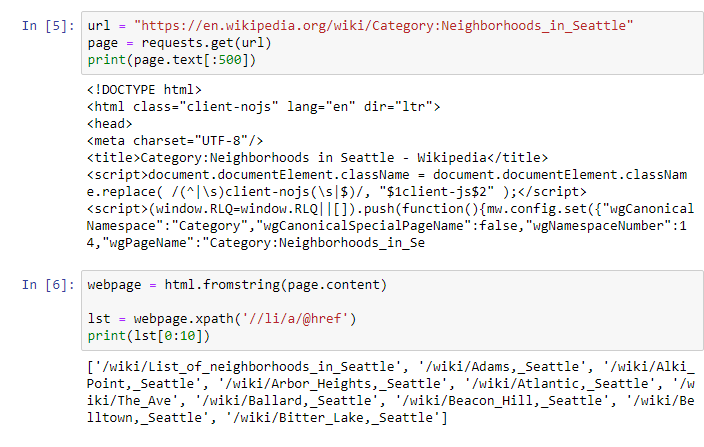 In [5]: url = "https://en.wikipedia.org/wiki/Category:Neighborhoods_in_Seattle"
page = requests.get(url)
print(page.text[:500])
<!DOCTYPE html>
<html class="client-nojs" lang="en" dir="ltr">
<head>
<meta charset="UTF-8"/>
<title>Category:Neighborhoods in Seattle - Wikipedia</title>
<script>document.documentElement.className = document.documentElement.classNam
e.replace( /(^|\s)client-nojs(\s|$)/, "$1client-js$2" );</script>
<script>(window.RLQ=window.RLQ||[]).push(function(){mw.config.set({"wgCanonical
Namespace":"Category","wgCanonicalSpecialPageName":false,"wgNamespaceNumber":1
4,"wgPageName":"Category:Neighborhoods_in_Se
In [6]: webpage = html.fromstring(page.content)
lst = webpage.xpath('//li/a/@href')
print(lst[0:10])
['/wiki/List_of_neighborhoods_in_Seattle', '/wiki/Adams,_Seattle', '/wiki/Alki_
Point,_Seattle', '/wiki/Arbor_Heights,_Seattle', '/wiki/Atlantic,_Seattle', '/w
iki/The_Ave', '/wiki/Ballard,_Seattle', '/wiki/Beacon_Hill,_Seattle', '/wiki/Be
lltown,_Seattle', '/wiki/Bitter_Lake,_Seattle']